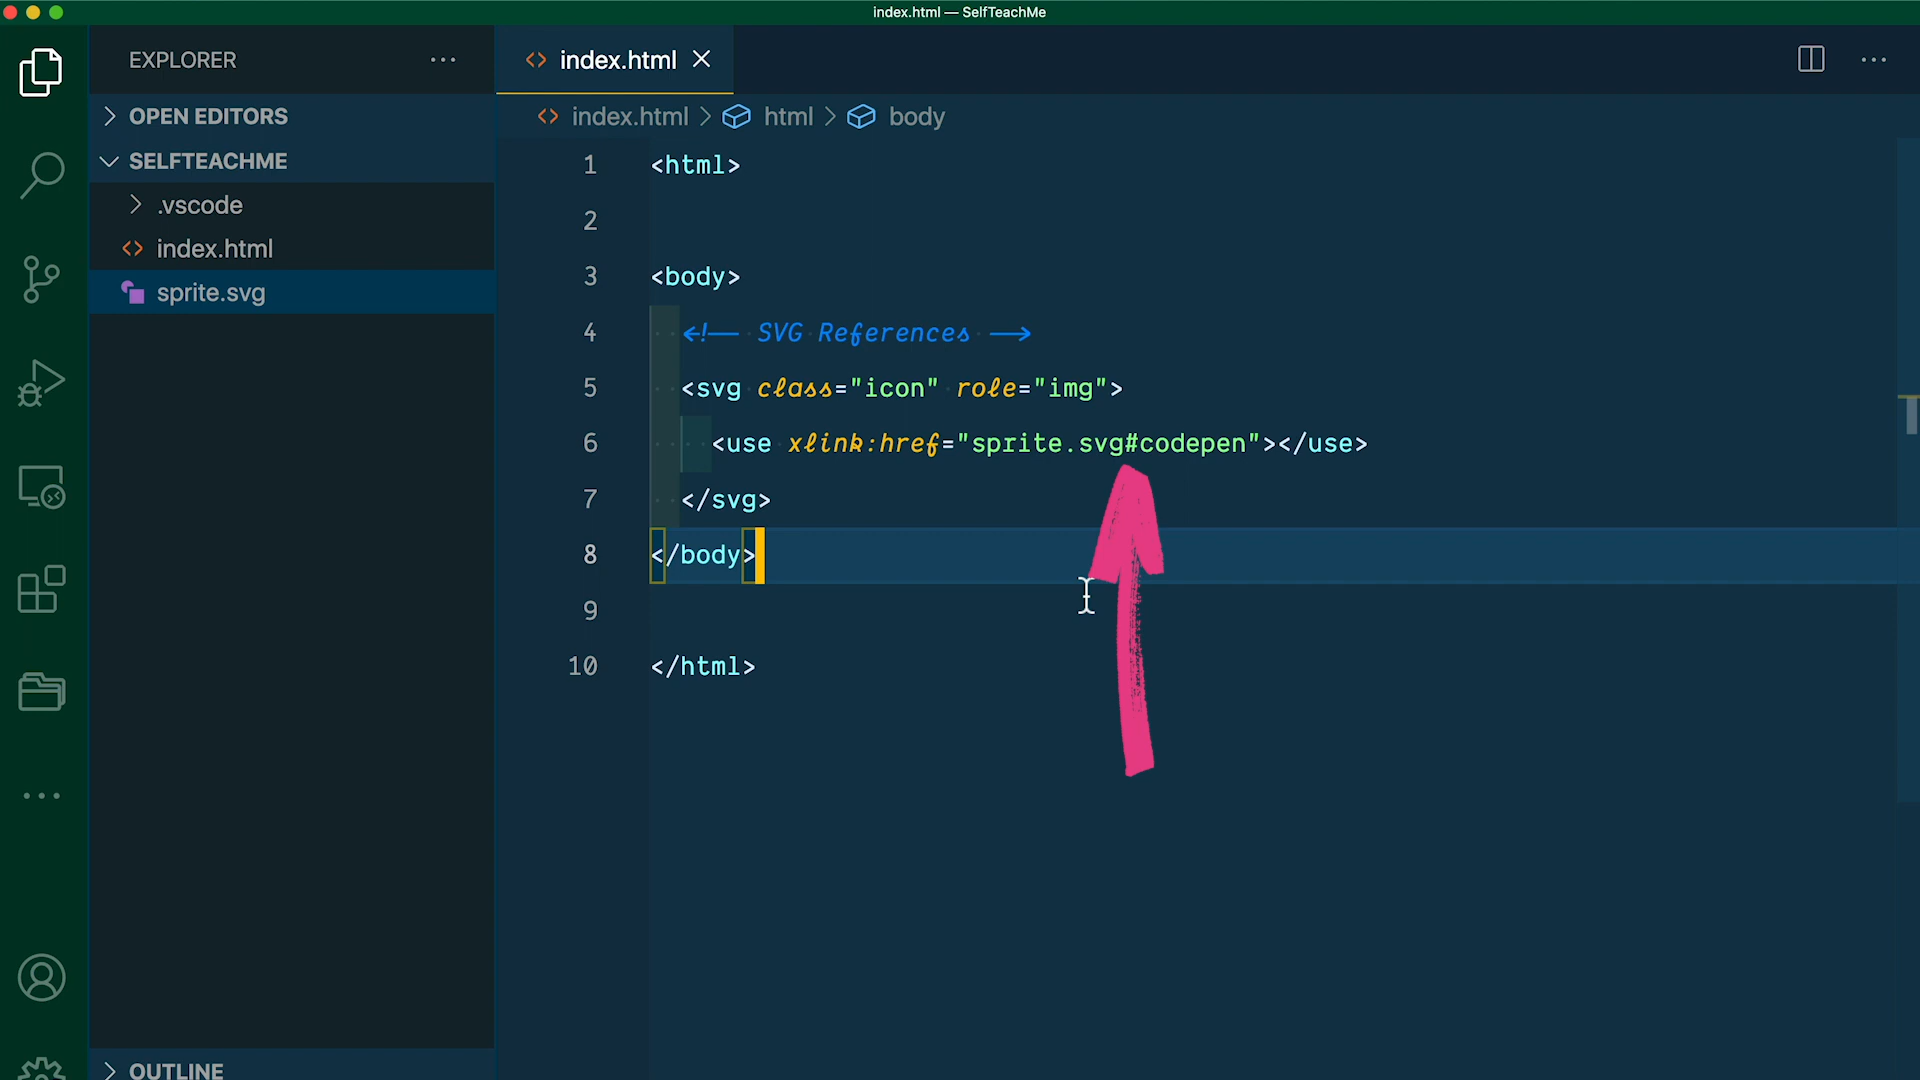 index.html — SelfTeachMe
EXPLORER
OPEN EDITORS
SELFTEACHME
.vscode
index.html
sprite.svg
OUTLINE
index.html
index.html > html > body
1 <html>
2
3 <body>
4 <!-- SVG References -->
5 <svg class="icon" role="img">
6 <use xlink:href="sprite.svg#codepen"></use>
7 </svg>
8 </body>
9
10 </html>